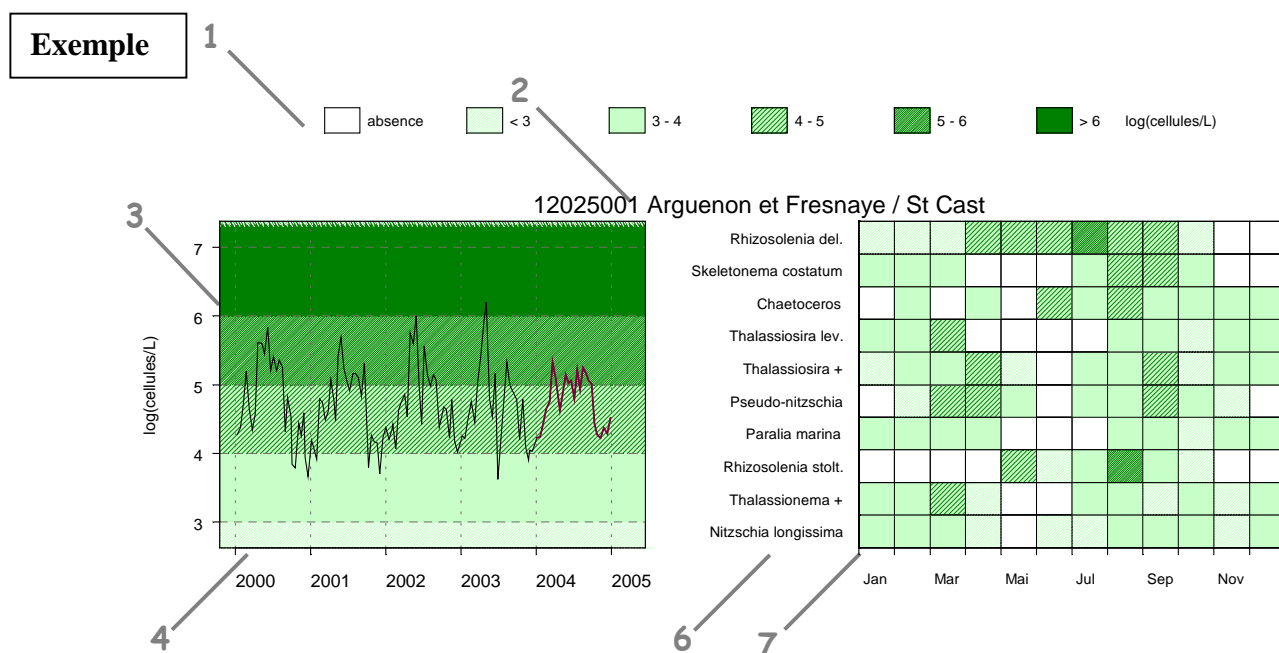 Exemple
1
2
absence < 3 3 - 4 4 - 5 5 - 6 > 6 log(cellules/L)
12025001 Arguenon et Fresnaye / St Cast
3
log(cellules/L)
7
6
5
4
3
2000 2001 2002 2003 2004 2005
Rhizosolenia del.
Skeletonema costatum
Chaetoceros
Thalassiosira lev.
Thalassiosira +
Pseudo-nitzschia
Paralia marina
Rhizosolenia stolt.
Thalassionema +
Nitzschia longissima
Jan Mar Mai Jul Sep Nov
4
6
7